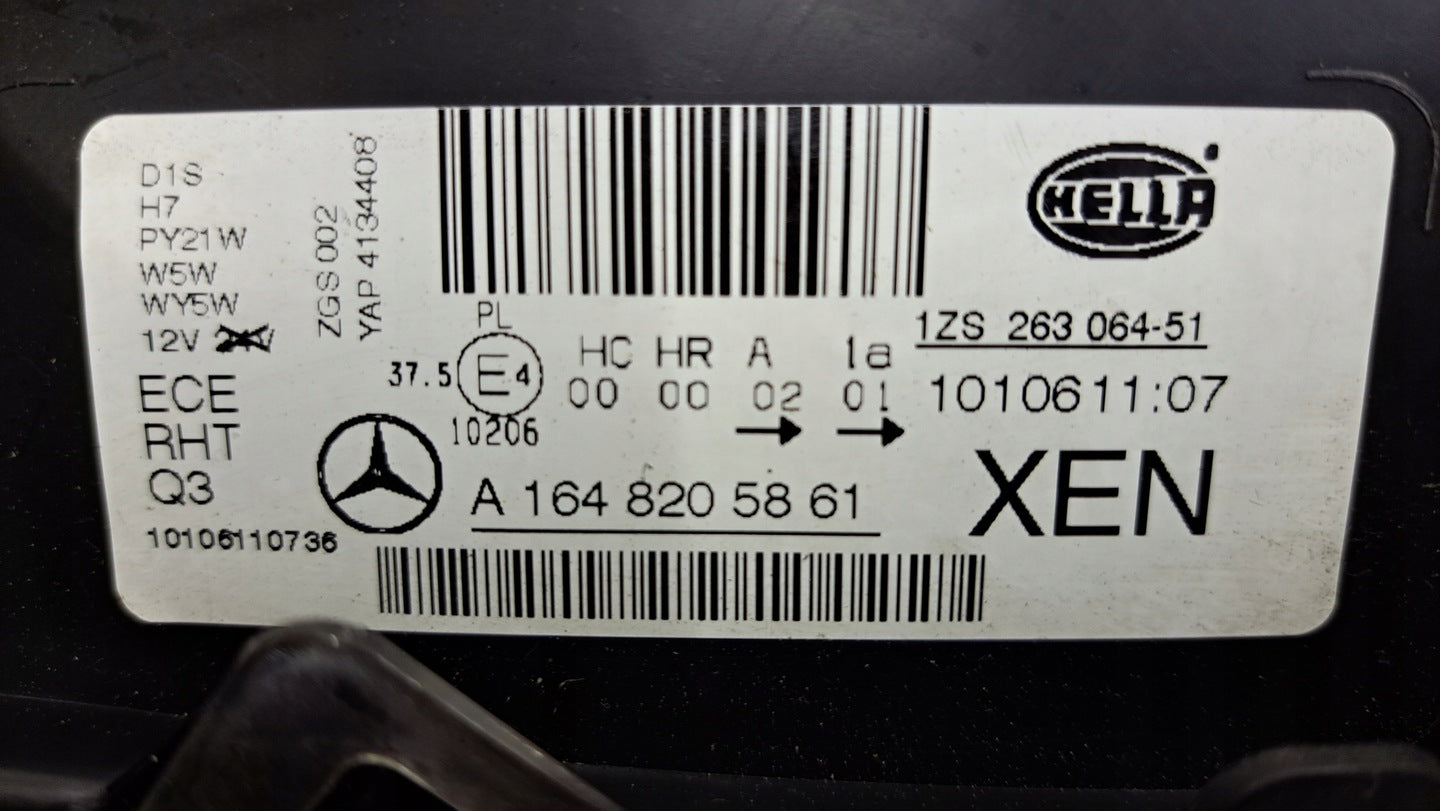 D1S
H7
PY21W
W5W
WY5W
12V
ECE
RHT
Q3
10106110736
ZGS 002
YAP 4134408
PL
37.5 E4
10206
HC HR A 1a
00 00 02 01
A 164 820 58 61
HELLA
1ZS 263 064-51
1010611:07
XEN